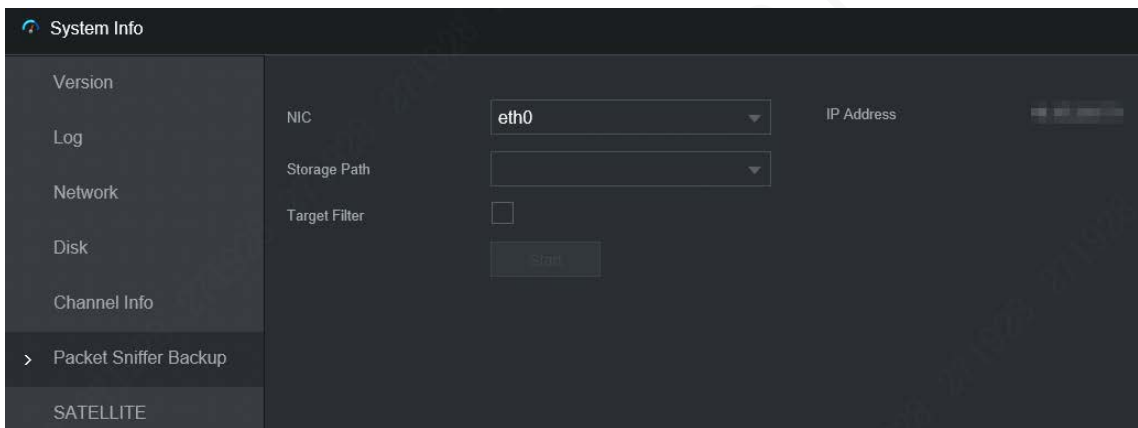 System Info
Version
Log
Network
Disk
Channel Info
> Packet Sniffer Backup
SATELLITE
NIC
eth0
IP Address
Storage Path
Target Filter
Start